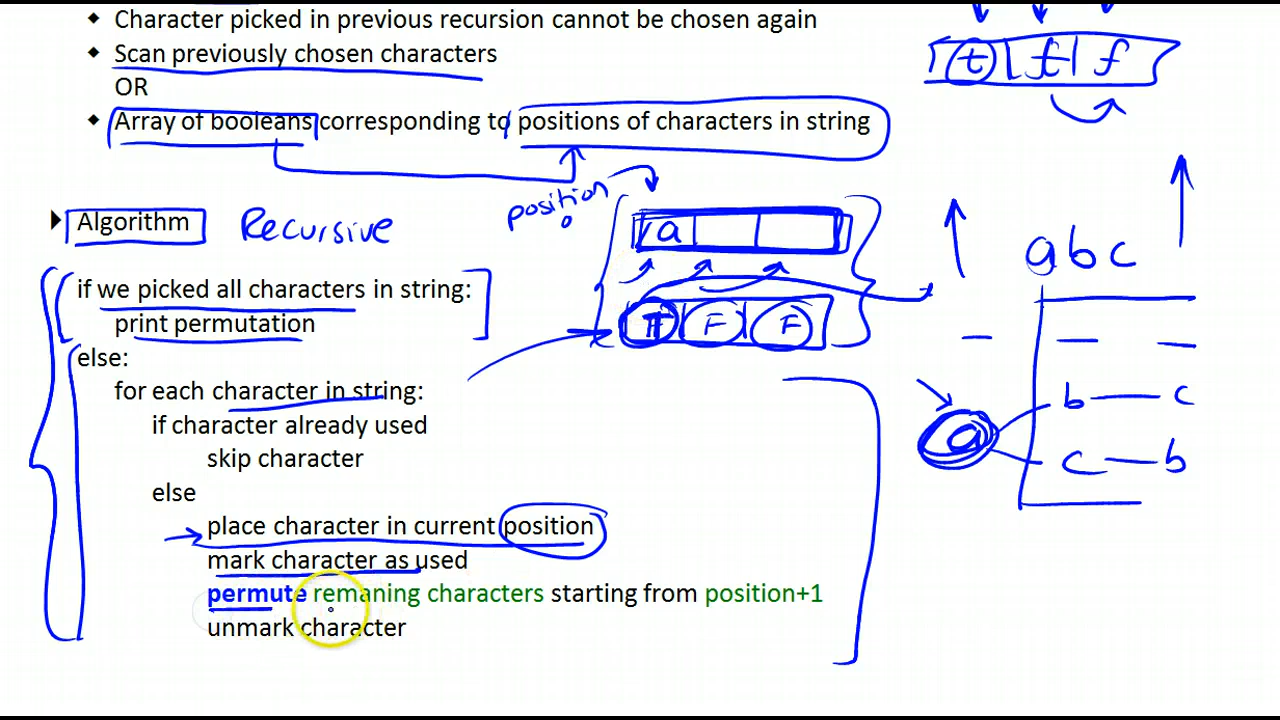 Character picked in previous recursion cannot be chosen again
Scan previously chosen characters
OR
Array of booleans corresponding to positions of characters in string
t f f
Algorithm Recursive
position
0
a
abc
if we picked all characters in string:
print permutation
F F
else:
for each character in string:
b c
if character already used
a
skip character
c b
else
place character in current position
mark character as used
permute remaning characters starting from position+1
unmark character